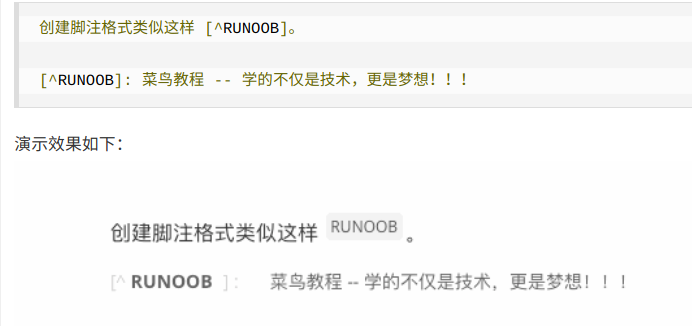 创建脚注格式类似这样 [^RUNOOB]。
[^RUNOOB]: 菜鸟教程 -- 学的不仅是技术，更是梦想！！！
演示效果如下：
创建脚注格式类似这样 RUNOOB。
[^ RUNOOB ]: 菜鸟教程 -- 学的不仅是技术，更是梦想！！！